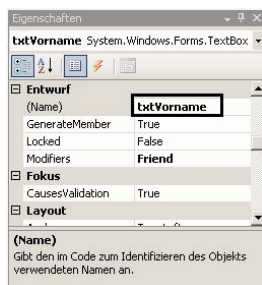 Eigenschaften
txtVorname System.Windows.Forms.TextBox
Entwurf
(Name) txtVorname
GenerateMember True
Locked False
Modifiers Friend
Fokus
CausesValidation True
Layout
(Name)
Gibt den im Code zum Identifizieren des Objekts
verwendeten Namen an.